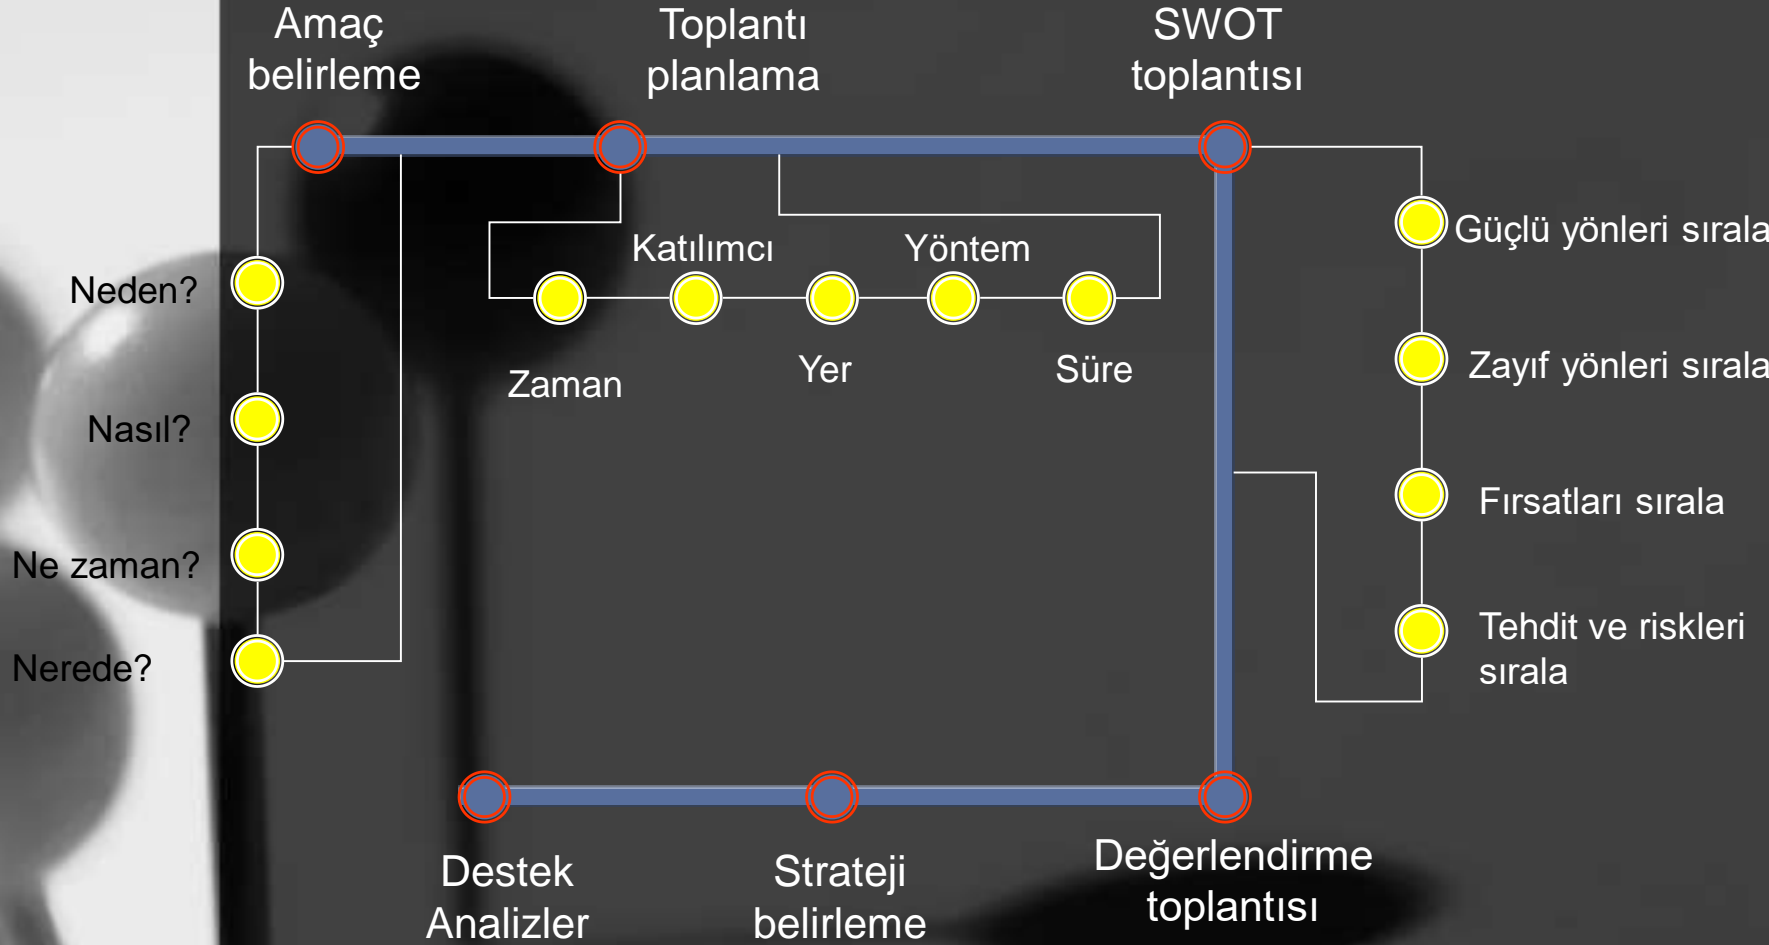 Amaç
belirleme
Toplantı
planlama
SWOT
toplantısı
Neden?
Nasıl?
Ne zaman?
Nerede?
Katılımcı
Yöntem
Zaman
Yer
Süre
Güçlü yönleri sırala
Zayıf yönleri sırala
Fırsatları sırala
Tehdit ve riskleri
sırala
Destek
Analizler
Strateji
belirleme
Değerlendirme
toplantısı